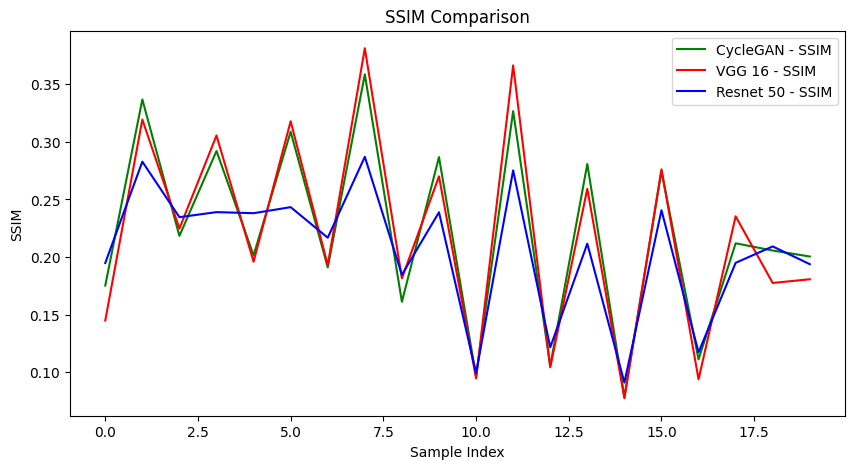 SSIM Comparison
CycleGAN - SSIM
VGG 16 - SSIM
Resnet 50 - SSIM
SSIM
0.35
0.30
0.25
0.20
0.15
0.10
0.0 2.5 5.0 7.5 10.0 12.5 15.0 17.5
Sample Index